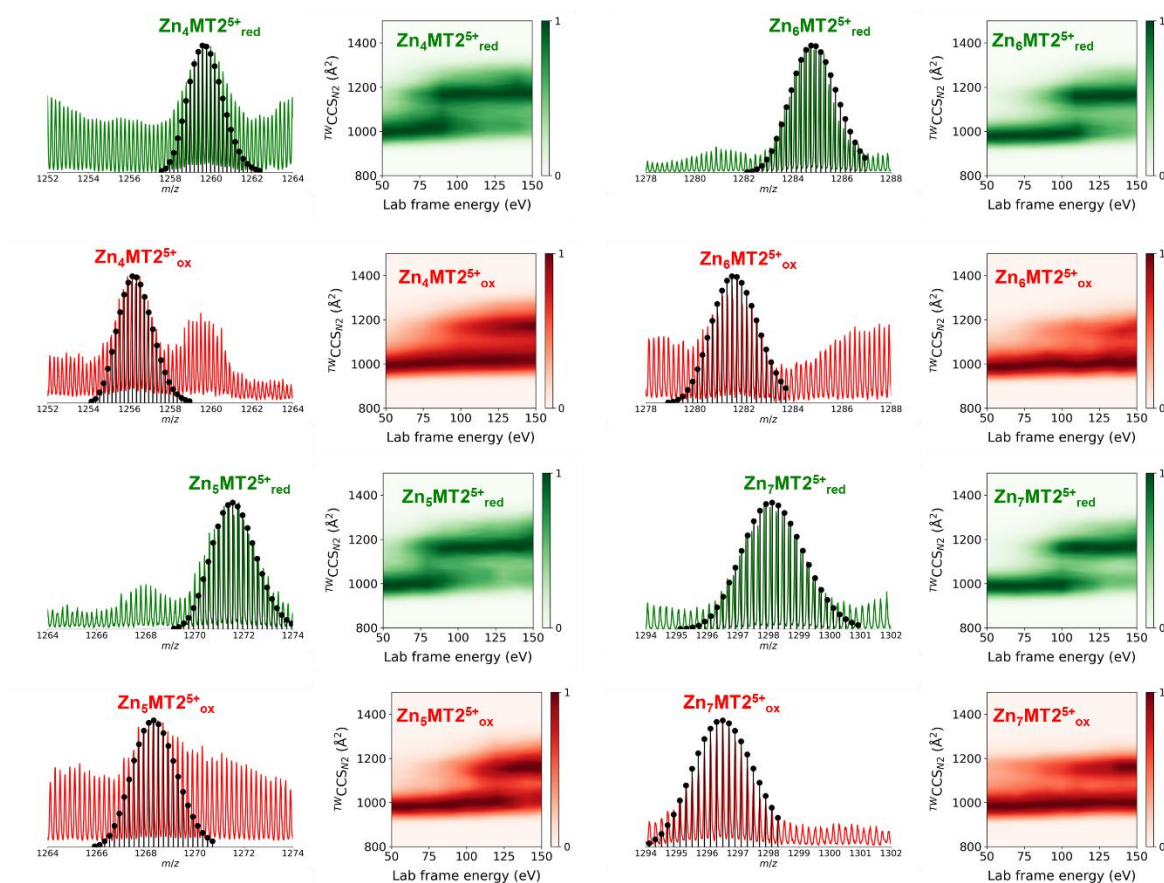 Zn4MT25+red
1252 1254 1256 1258 1260 1262 1264
m/z
Zn4MT25+red
TWCCSN2 (Å2)
1400
1200
1000
800
50 75 100 125 150
Lab frame energy (eV)
1
0
Zn6MT25+red
1278 1280 1282 1284 1286 1288
m/z
Zn6MT25+red
TWCCSN2 (Å2)
1400
1200
1000
800
50 75 100 125 150
Lab frame energy (eV)
1
0
Zn4MT25+ox
1252 1254 1256 1258 1260 1262 1264
m/z
Zn4MT25+ox
TWCCSN2 (Å2)
1400
1200
1000
800
50 75 100 125 150
Lab frame energy (eV)
1
0
Zn6MT25+ox
1278 1280 1282 1284 1286 1288
m/z
Zn6MT25+ox
TWCCSN2 (Å2)
1400
1200
1000
800
50 75 100 125 150
Lab frame energy (eV)
1
0
Zn5MT25+red
1264 1266 1268 1270 1272 1274
m/z
Zn5MT25+red
TWCCSN2 (Å2)
1400
1200
1000
800
50 75 100 125 150
Lab frame energy (eV)
1
0
Zn7MT25+red
1294 1295 1296 1297 1298 1299 1300 1301 1302
m/z
Zn7MT25+red
TWCCSN2 (Å2)
1400
1200
1000
800
50 75 100 125 150
Lab frame energy (eV)
1
0
Zn5MT25+ox
1264 1266 1268 1270 1272 1274
m/z
Zn5MT25+ox
TWCCSN2 (Å2)
1400
1200
1000
800
50 75 100 125 150
Lab frame energy (eV)
1
0
Zn7MT25+ox
1294 1295 1296 1297 1298 1299 1300 1301 1302
m/z
Zn7MT25+ox
TWCCSN2 (Å2)
1400
1200
1000
800
50 75 100 125 150
Lab frame energy (eV)
1
0